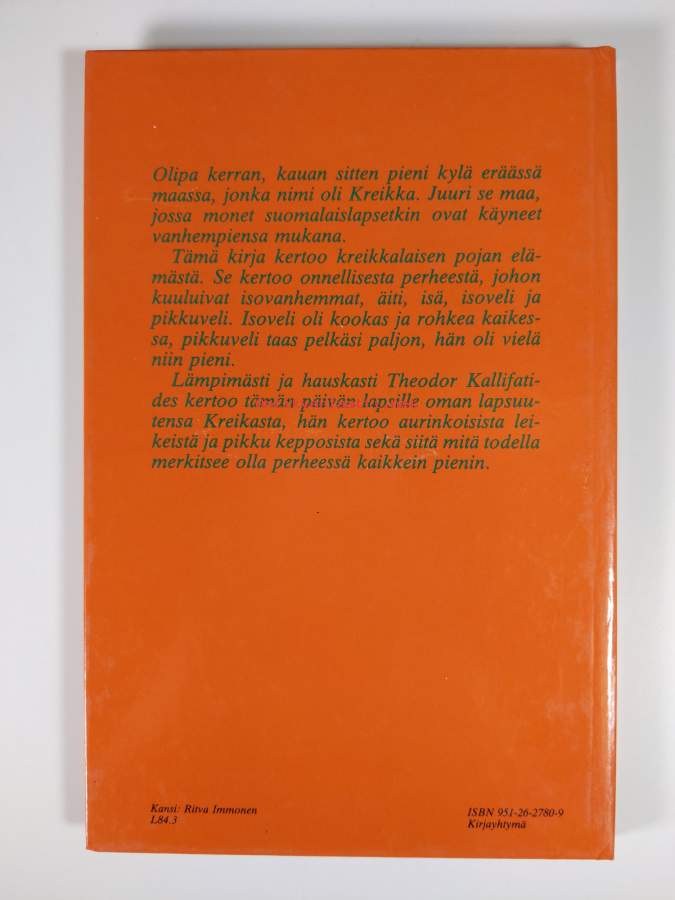 Olipa kerran, kauan sitten pieni kylä eräässä
maassa, jonka nimi oli Kreikka. Juuri se maa,
jossa monet suomalaislapsetkin ovat käyneet
vanhempiensa mukana.
Tämä kirja kertoo kreikkalaisen pojan elä-
mästä. Se kertoo onnellisesta perheestä, johon
kuuluivat isovanhemmat, äiti, isä, isoveli ja
pikkuveli. Isoveli oli kookas ja rohkea kaikes-
sa, pikkuveli taas pelkäsi paljon, hän oli vielä
niin pieni.
Lämpimästi ja hauskasti Theodor Kallifati-
des kertoo tämän päivän lapsille oman lapsuu-
tensa Kreikasta, hän kertoo aurinkoisista lei-
keistä ja pikku kepposista sekä siitä mitä todella
merkitsee olla perheessä kaikkein pienin.
Kansi: Ritva Immonen
L84.3
ISBN 951-26-2780-9
Kirjayhtymä